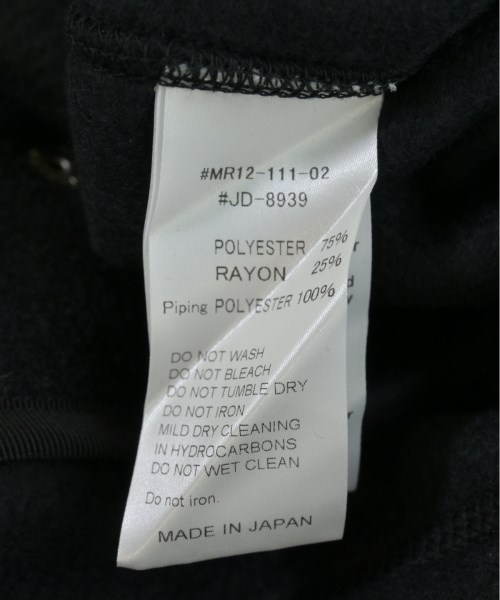 #MR12-111-02
#JD-8939
POLYESTER 75%
RAYON 25%
Piping POLYESTER 100%
DO NOT WASH
DO NOT BLEACH
DO NOT TUMBLE DRY
DO NOT IRON
MILD DRY CLEANING
IN HYDROCARBONS
DO NOT WET CLEAN
Do not iron.
MADE IN JAPAN